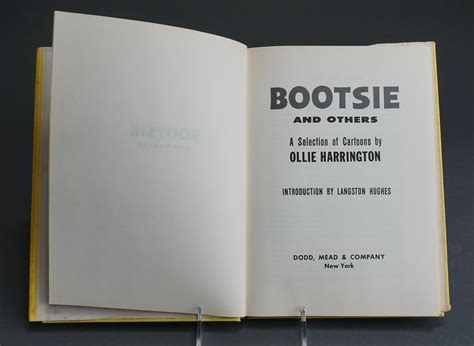 BOOTSIE
AND OTHERS
A Selection of Cartoons by
OLLIE HARRINGTON
INTRODUCTION BY LANGSTON HUGHES
DODD, MEAD & COMPANY
New York